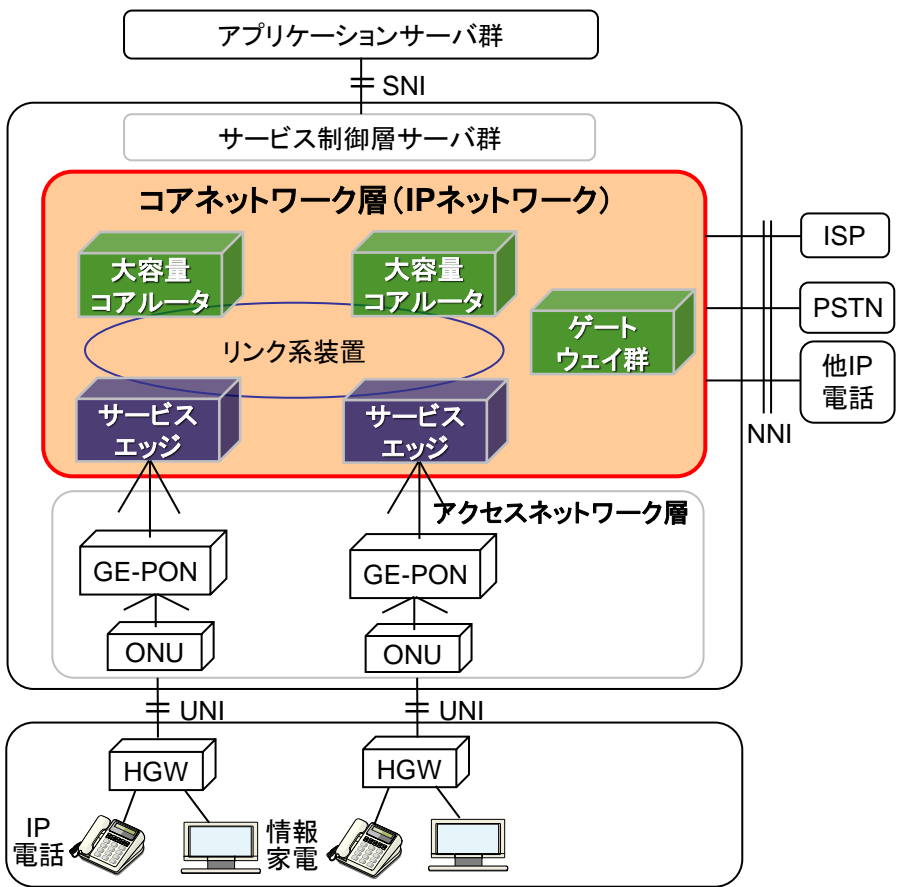 アプリケーションサーバ群
SNI
サービス制御層サーバ群
コアネットワーク層(IPネットワーク)
大容量
コアルータ
大容量
コアルータ
リンク系装置
ゲート
ウェイ群
サービス
エッジ
サービス
エッジ
ISP
PSTN
他IP
電話
NNI
アクセスネットワーク層
GE-PON
GE-PON
ONU
ONU
UNI
UNI
HGW
HGW
IP
電話
情報
家電